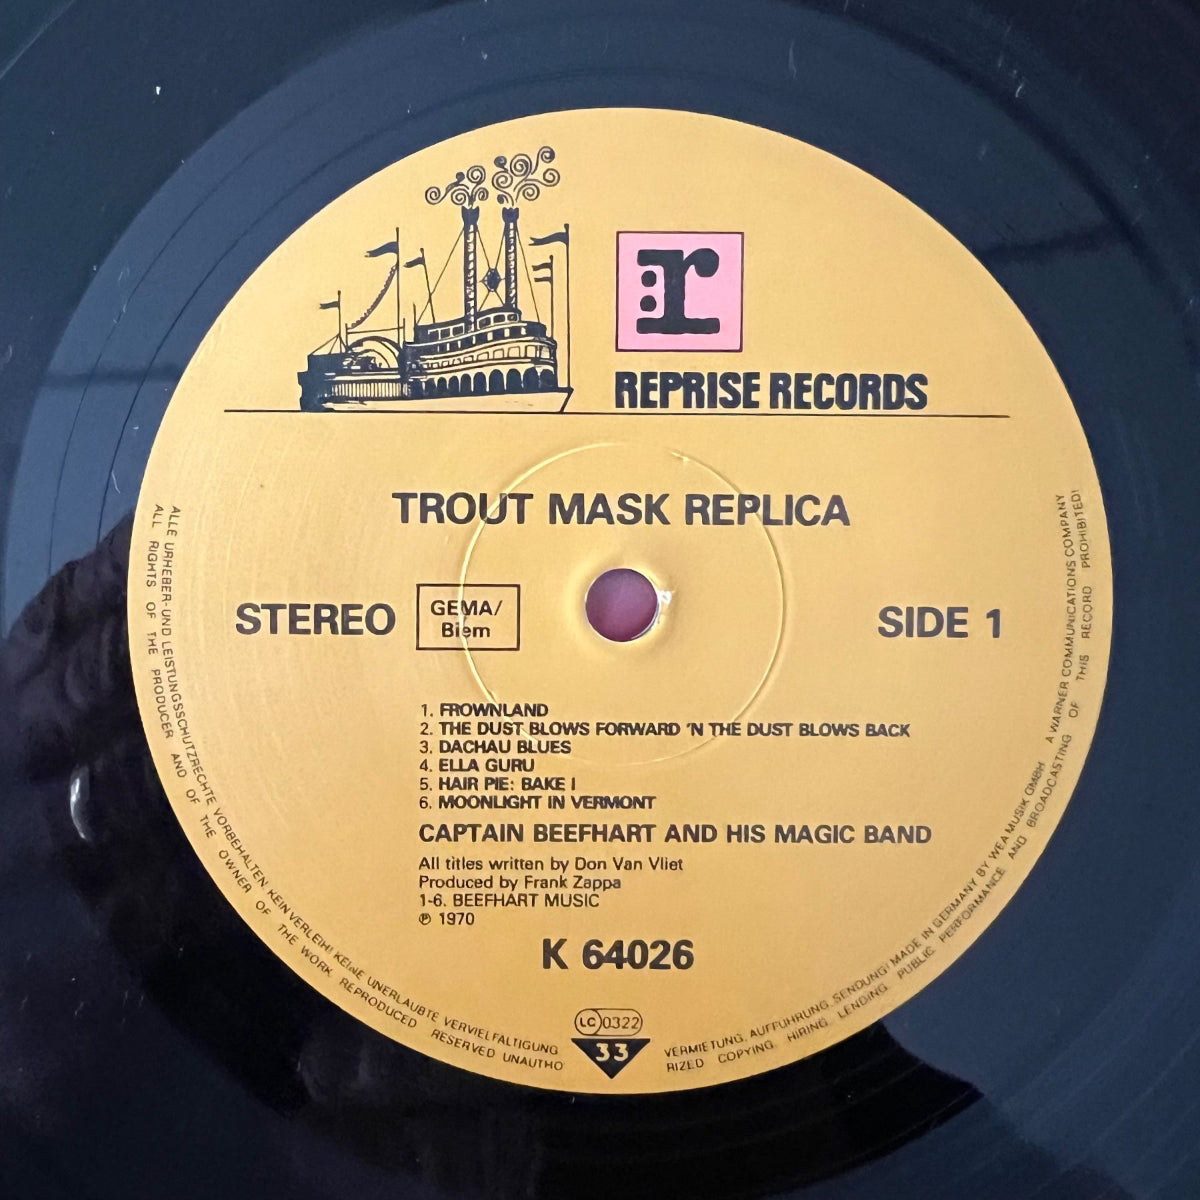 r
REPRISE RECORDS
TROUT MASK REPLICA
STEREO
GEMA/
Biem
SIDE 1
1. FROWNLAND
2. THE DUST BLOWS FORWARD 'N THE DUST BLOWS BACK
3. DACHAU BLUES
4. ELLA GURU
5. HAIR PIE: BAKE I
6. MOONLIGHT IN VERMONT
CAPTAIN BEEFHART AND HIS MAGIC BAND
All titles written by Don Van Vliet
Produced by Frank Zappa
1-6. BEEFHART MUSIC
℗ 1970
K 64026
LC 0322
33
ALLE URHEBER- UND LEISTUNGSSCHUTZRECHTE VORBEHALTEN KEIN VERLEIH! KEINE UNERLAUBTE VERVIELFÄLTIGUNG, VERMIETUNG, AUFFÜHRUNG, SENDUNG! MADE IN GERMANY BY WEA MUSIK GMBH A WARNER COMMUNICATIONS COMPANY
ALL RIGHTS OF THE PRODUCER AND OF THE OWNER OF THE WORK REPRODUCED RESERVED UNAUTHORIZED COPYING, HIRING, LENDING, PUBLIC PERFORMANCE AND BROADCASTING OF THIS RECORD PROHIBITED!